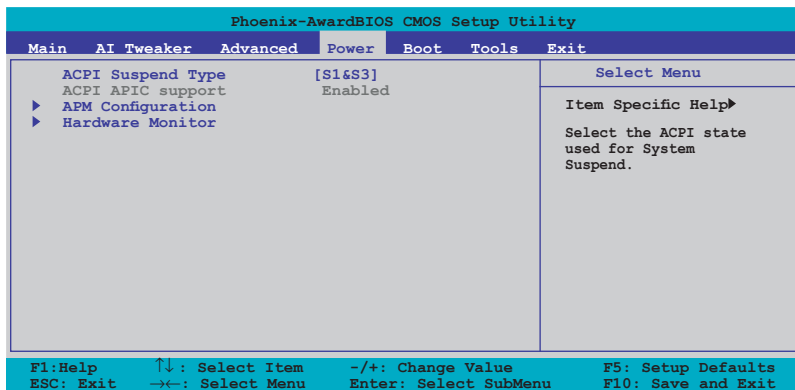 Phoenix-AwardBIOS CMOS Setup Utility
Main AI Tweaker Advanced Power Boot Tools Exit
ACPI Suspend Type [S1&S3]
ACPI APIC support Enabled
APM Configuration
Hardware Monitor
Select Menu
Item Specific Help
Select the ACPI state
used for System
Suspend.
F1:Help ↑↓: Select Item -/+: Change Value F5: Setup Defaults
ESC: Exit →←: Select Menu Enter: Select SubMenu F10: Save and Exit